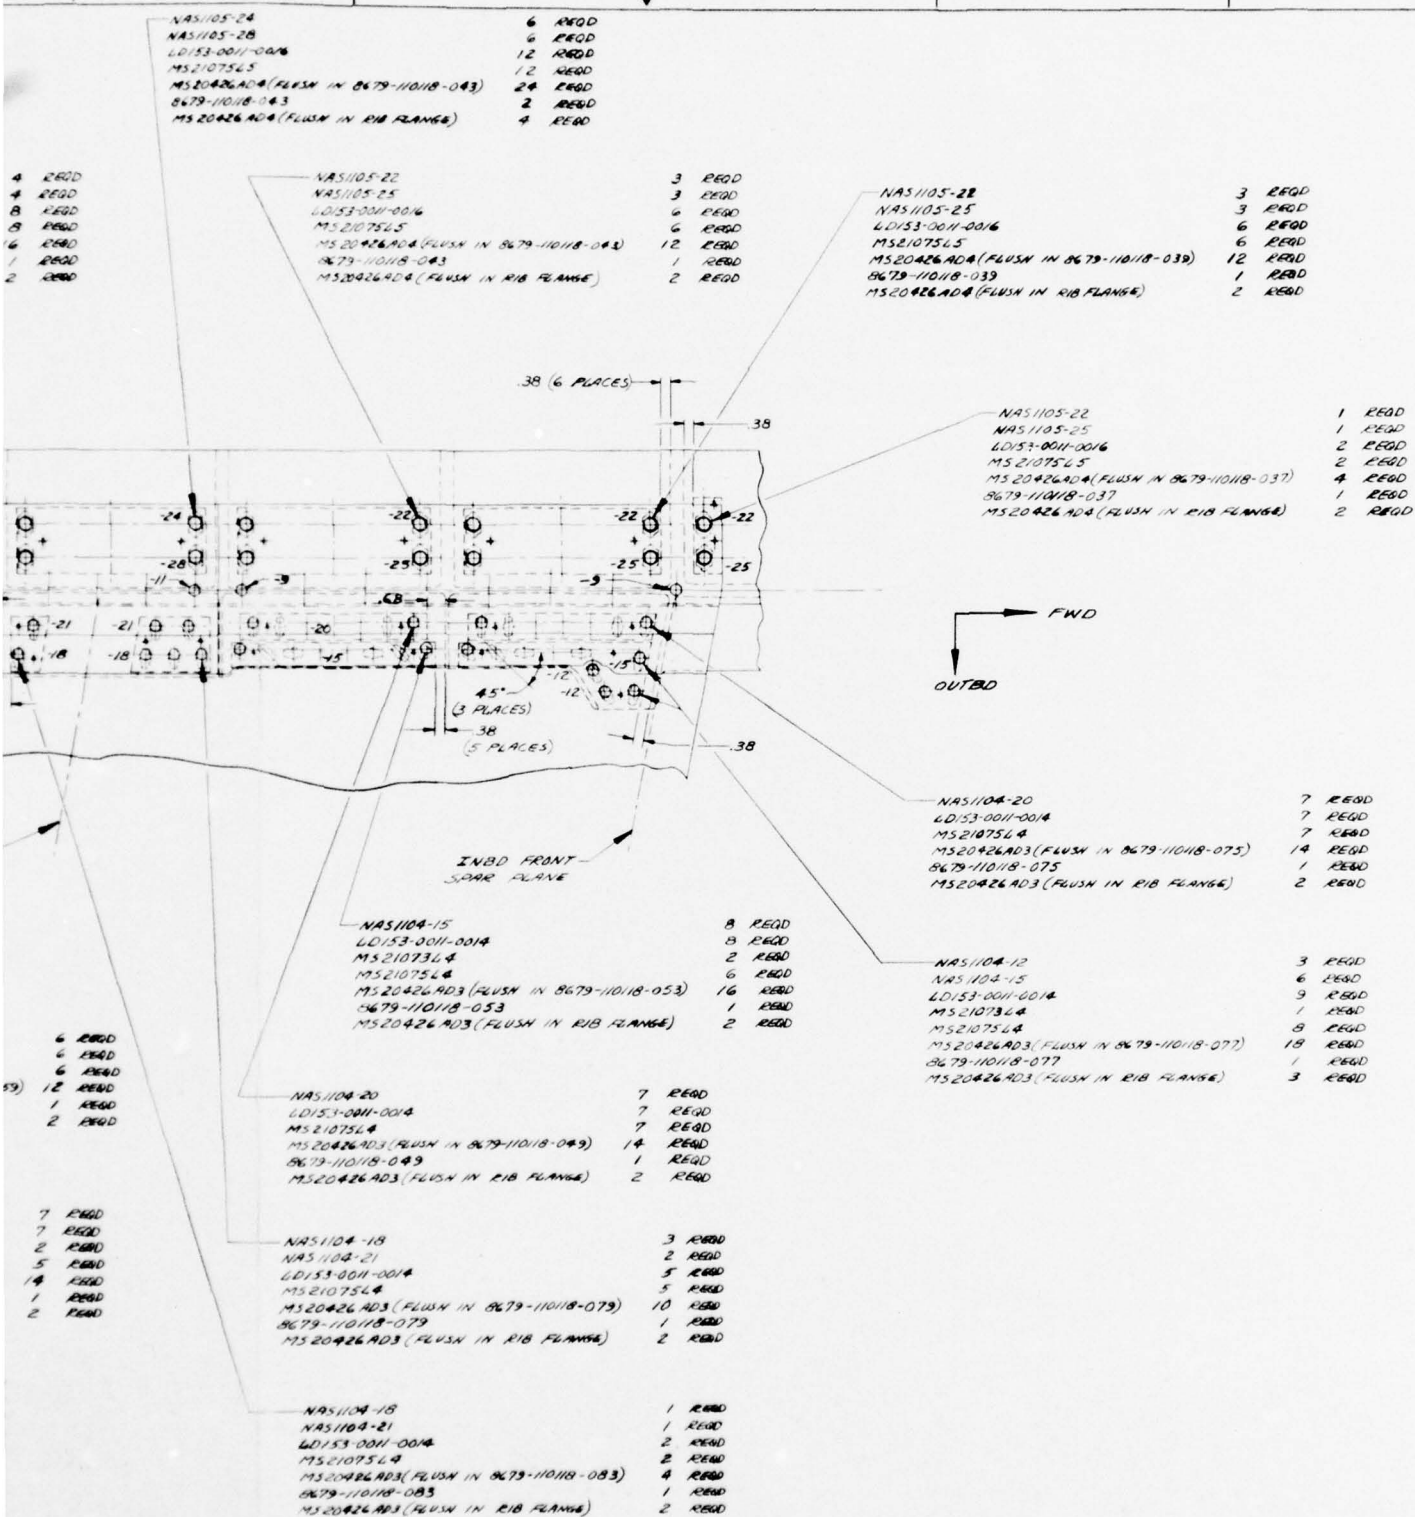 NAS1105-24 6 REQD
NAS1105-28 6 REQD
LD153-0011-0016 12 REQD
MS21075L5 12 REQD
MS20426AD4 (FLUSH IN 8679-110118-043) 24 REQD
8679-110118-043 2 REQD
MS20426AD4 (FLUSH IN RIB FLANGE) 4 REQD
4 REQD
4 REQD
8 REQD
8 REQD
16 REQD
1 REQD
2 REQD
NAS1105-22 3 REQD
NAS1105-25 3 REQD
LD153-0011-0016 6 REQD
MS21075L5 6 REQD
MS20426AD4 (FLUSH IN 8679-110118-043) 12 REQD
8679-110118-043 1 REQD
MS20426AD4 (FLUSH IN RIB FLANGE) 2 REQD
NAS1105-22 3 REQD
NAS1105-25 3 REQD
LD153-0011-0016 6 REQD
MS21075L5 6 REQD
MS20426AD4 (FLUSH IN 8679-110118-039) 12 REQD
8679-110118-039 1 REQD
MS20426AD4 (FLUSH IN RIB FLANGE) 2 REQD
.38 (6 PLACES)
.38
NAS1105-22 1 REQD
NAS1105-25 1 REQD
LD153-0011-0016 2 REQD
MS21075L5 2 REQD
MS20426AD4 (FLUSH IN 8679-110118-037) 4 REQD
8679-110118-037 1 REQD
MS20426AD4 (FLUSH IN RIB FLANGE) 2 REQD
-24 -22 -22 -22
-28 -25 -25 -25
-11 -9 -9
.68
-21 -21 -20
-18 -18 -15 -15
-12
-12
45°
(3 PLACES)
.38
(5 PLACES)
.38
FWD
OUTBD
INBD FRONT
SPAR PLANE
NAS1104-20 7 REQD
LD153-0011-0014 7 REQD
MS21075L4 7 REQD
MS20426AD3 (FLUSH IN 8679-110118-075) 14 REQD
8679-110118-075 1 REQD
MS20426AD3 (FLUSH IN RIB FLANGE) 2 REQD
NAS1104-15 8 REQD
LD153-0011-0014 8 REQD
MS21073L4 2 REQD
MS21075L4 6 REQD
MS20426AD3 (FLUSH IN 8679-110118-053) 16 REQD
8679-110118-053 1 REQD
MS20426AD3 (FLUSH IN RIB FLANGE) 2 REQD
NAS1104-12 3 REQD
NAS1104-15 6 REQD
LD153-0011-0014 9 REQD
MS21073L4 1 REQD
MS21075L4 8 REQD
MS20426AD3 (FLUSH IN 8679-110118-077) 18 REQD
8679-110118-077 1 REQD
MS20426AD3 (FLUSH IN RIB FLANGE) 3 REQD
6 REQD
6 REQD
6 REQD
59) 12 REQD
1 REQD
2 REQD
NAS1104-20 7 REQD
LD153-0011-0014 7 REQD
MS21075L4 7 REQD
MS20426AD3 (FLUSH IN 8679-110118-049) 14 REQD
8679-110118-049 1 REQD
MS20426AD3 (FLUSH IN RIB FLANGE) 2 REQD
7 REQD
7 REQD
2 REQD
5 REQD
14 REQD
1 REQD
2 REQD
NAS1104-18 3 REQD
NAS1104-21 2 REQD
LD153-0011-0014 5 REQD
MS21075L4 5 REQD
MS20426AD3 (FLUSH IN 8679-110118-079) 10 REQD
8679-110118-079 1 REQD
MS20426AD3 (FLUSH IN RIB FLANGE) 2 REQD
NAS1104-18 1 REQD
NAS1104-21 1 REQD
LD153-0011-0014 2 REQD
MS21075L4 2 REQD
MS20426AD3 (FLUSH IN 8679-110118-083) 4 REQD
8679-110118-083 1 REQD
MS20426AD3 (FLUSH IN RIB FLANGE) 2 REQD